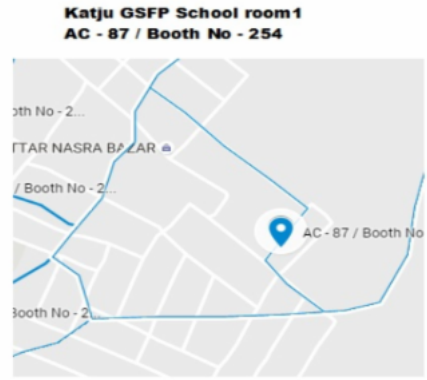 Katju GSFP School room1
AC - 87 / Booth No - 254
oth No - 2...
TTAR NASRA BAZAR
/ Booth No - 2...
AC - 87 / Booth No
Booth No - 2